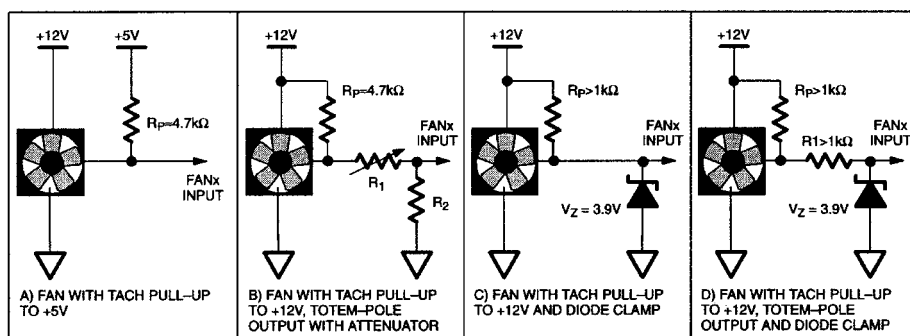 +12V
+5V
RP=4.7kΩ
FANx
INPUT
A) FAN WITH TACH PULL–UP
TO +5V
+12V
RP=4.7kΩ
FANx
INPUT
R1
R2
B) FAN WITH TACH PULL–UP
TO +12V, TOTEM–POLE
OUTPUT WITH ATTENUATOR
+12V
RP>1kΩ
FANx
INPUT
VZ = 3.9V
C) FAN WITH TACH PULL–UP
TO +12V AND DIODE CLAMP
+12V
RP>1kΩ
FANx
INPUT
R1>1kΩ
VZ = 3.9V
D) FAN WITH TACH PULL–UP
TO +12V, TOTEM–POLE
OUTPUT AND DIODE CLAMP